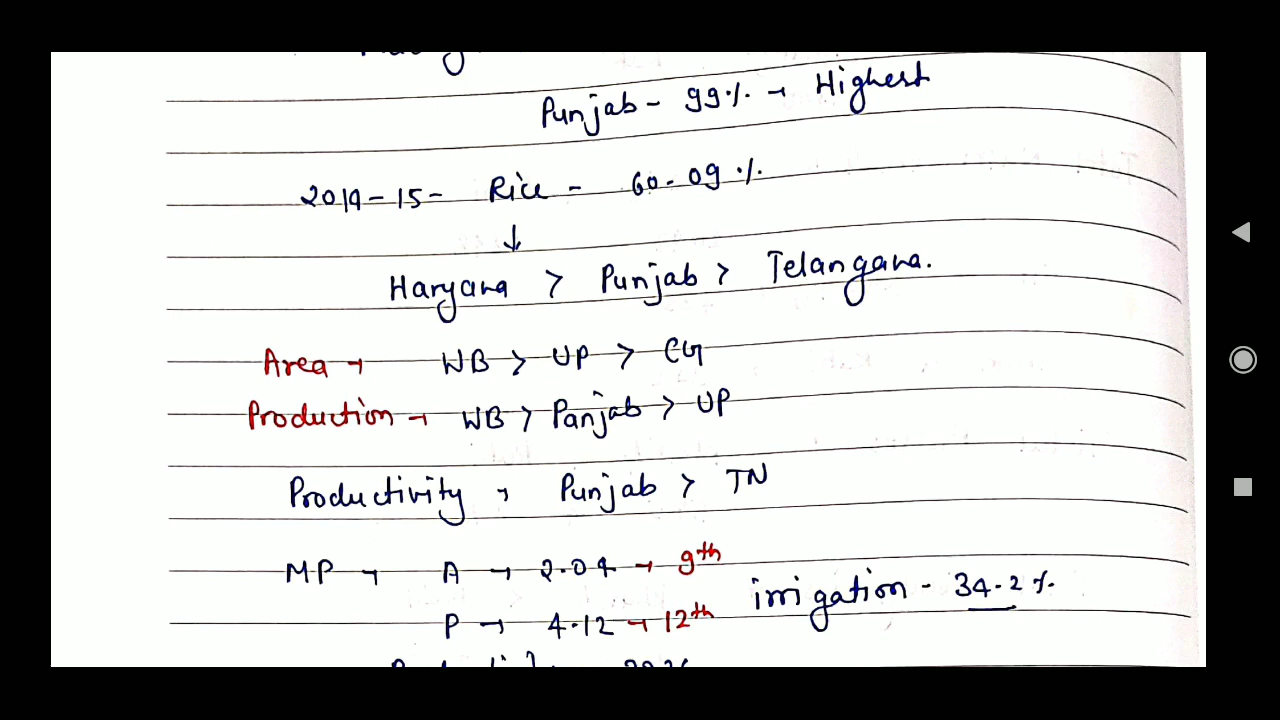 Punjab - 99% → Highest
2014-15- Rice - 60.09 %
↓
Haryana > Punjab > Telangana.
Area → WB > UP > CG
Production → WB > Panjab > UP
Productivity → Punjab > TN
MP → A → 2.04 → 9th
irrigation - 34.2 %
P → 4.12 → 12th